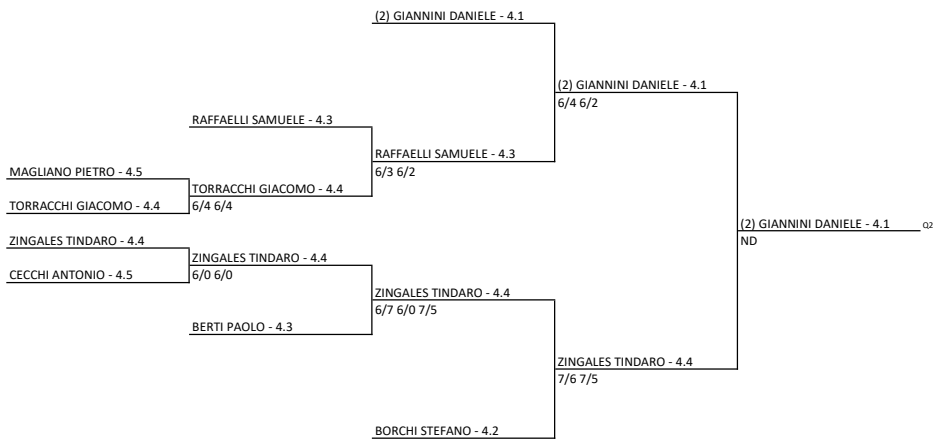 (2) GIANNINI DANIELE - 4.1
(2) GIANNINI DANIELE - 4.1
6/4 6/2
RAFFAELLI SAMUELE - 4.3
RAFFAELLI SAMUELE - 4.3
6/3 6/2
MAGLIANO PIETRO - 4.5
TORRACCHI GIACOMO - 4.4
TORRACCHI GIACOMO - 4.4
6/4 6/4
(2) GIANNINI DANIELE - 4.1 Q2
ND
ZINGALES TINDARO - 4.4
ZINGALES TINDARO - 4.4
CECCHI ANTONIO - 4.5
6/0 6/0
ZINGALES TINDARO - 4.4
6/7 6/0 7/5
BERTI PAOLO - 4.3
ZINGALES TINDARO - 4.4
7/6 7/5
BORCHI STEFANO - 4.2